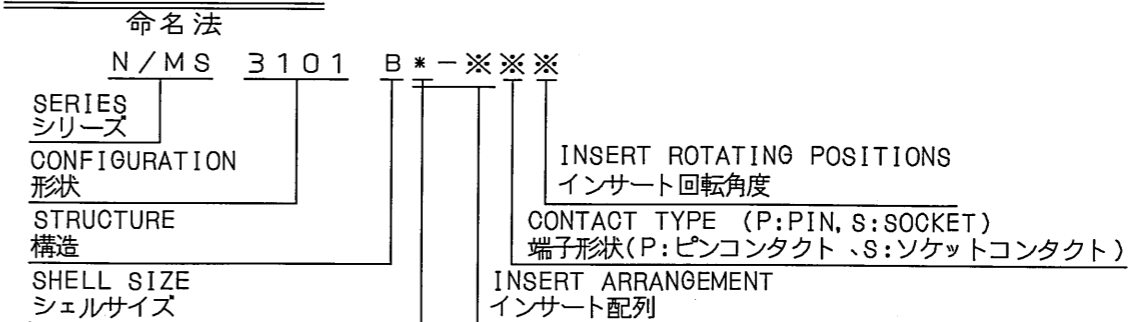 命名法
N/MS 3101 B*-※※※
SERIES
シリーズ
CONFIGURATION
形状
STRUCTURE
構造
SHELL SIZE
シェルサイズ
INSERT ROTATING POSITIONS
インサート回転角度
CONTACT TYPE (P:PIN, S:SOCKET)
端子形状(P:ピンコンタクト、S:ソケットコンタクト)
INSERT ARRANGEMENT
インサート配列